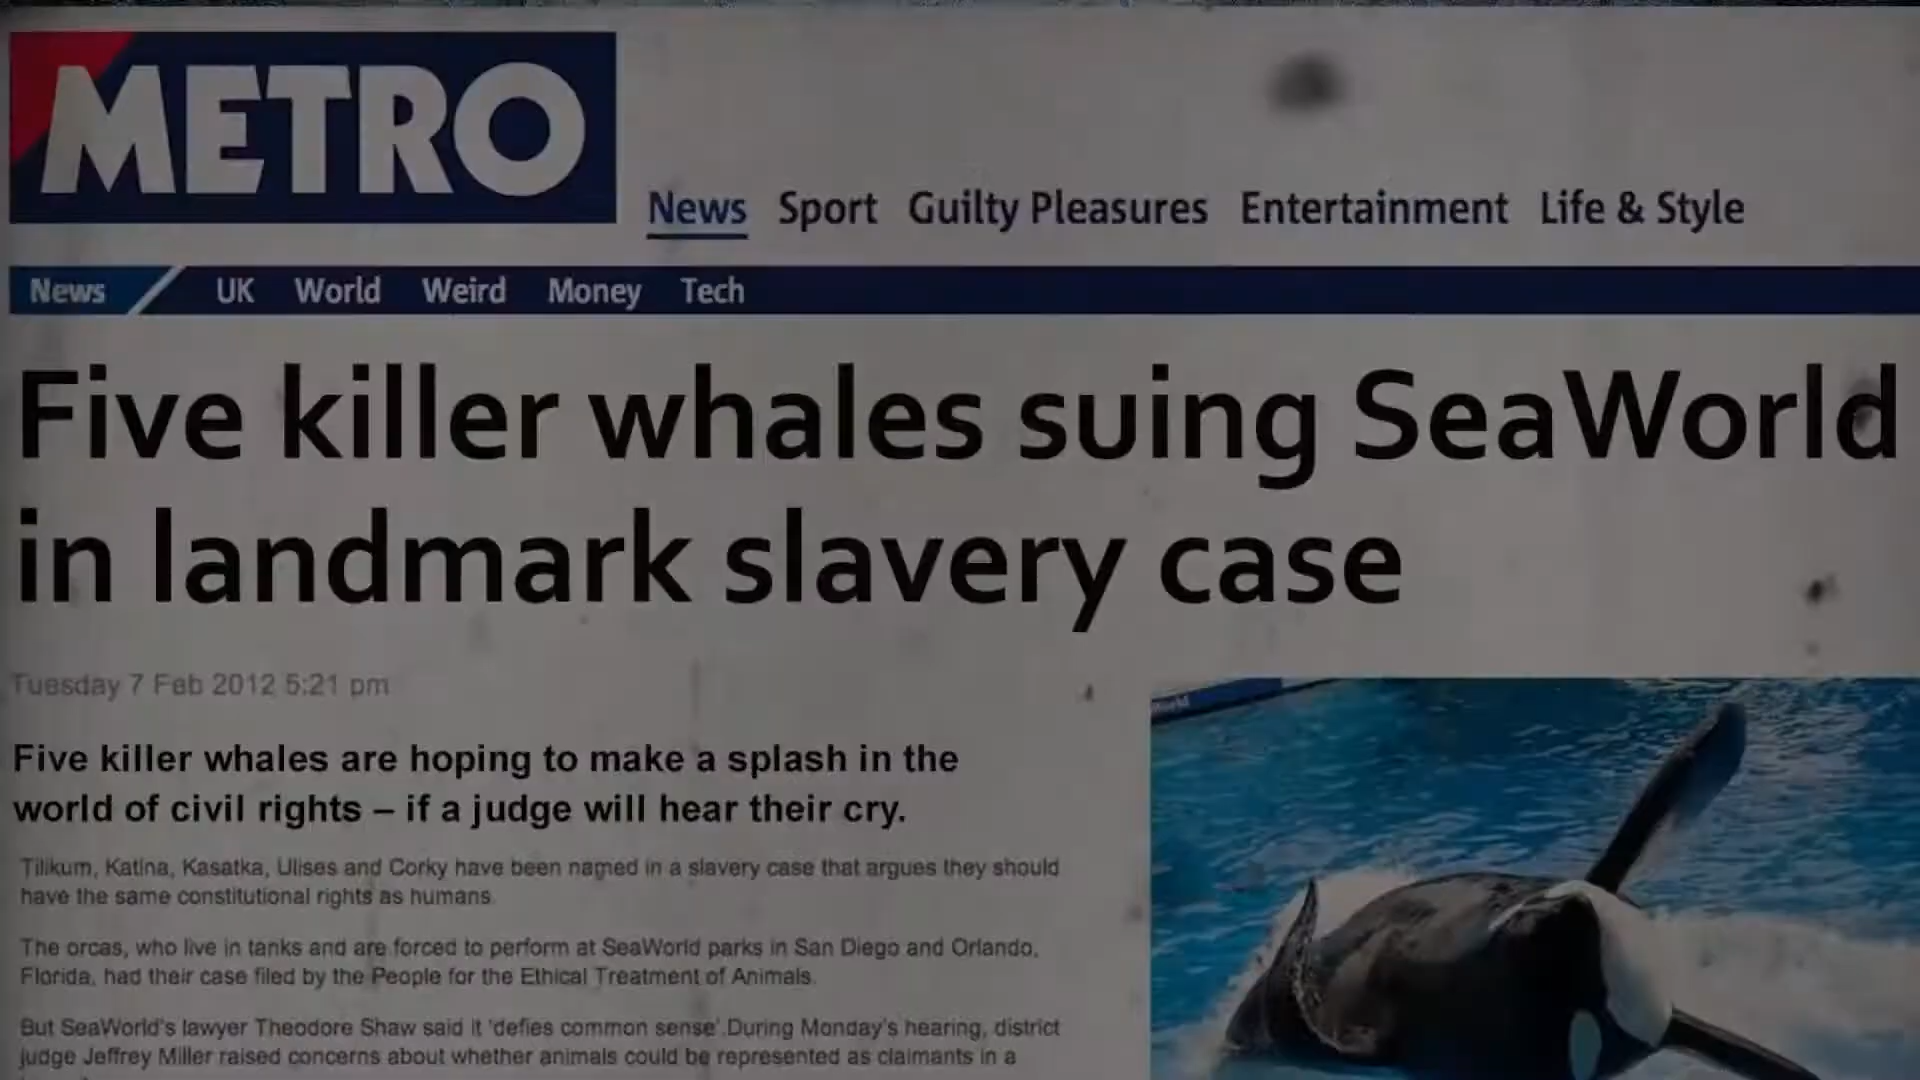 METRO
News Sport Guilty Pleasures Entertainment Life & Style
News UK World Weird Money Tech
Five killer whales suing SeaWorld
in landmark slavery case
Tuesday 7 Feb 2012 5:21 pm
Five killer whales are hoping to make a splash in the
world of civil rights – if a judge will hear their cry.
Tilikum, Katina, Kasatka, Ulises and Corky have been named in a slavery case that argues they should
have the same constitutional rights as humans.
The orcas, who live in tanks and are forced to perform at SeaWorld parks in San Diego and Orlando,
Florida, had their case filed by the People for the Ethical Treatment of Animals.
But SeaWorld's lawyer Theodore Shaw said it 'defies common sense'.During Monday's hearing, district
judge Jeffrey Miller raised concerns about whether animals could be represented as claimants in a